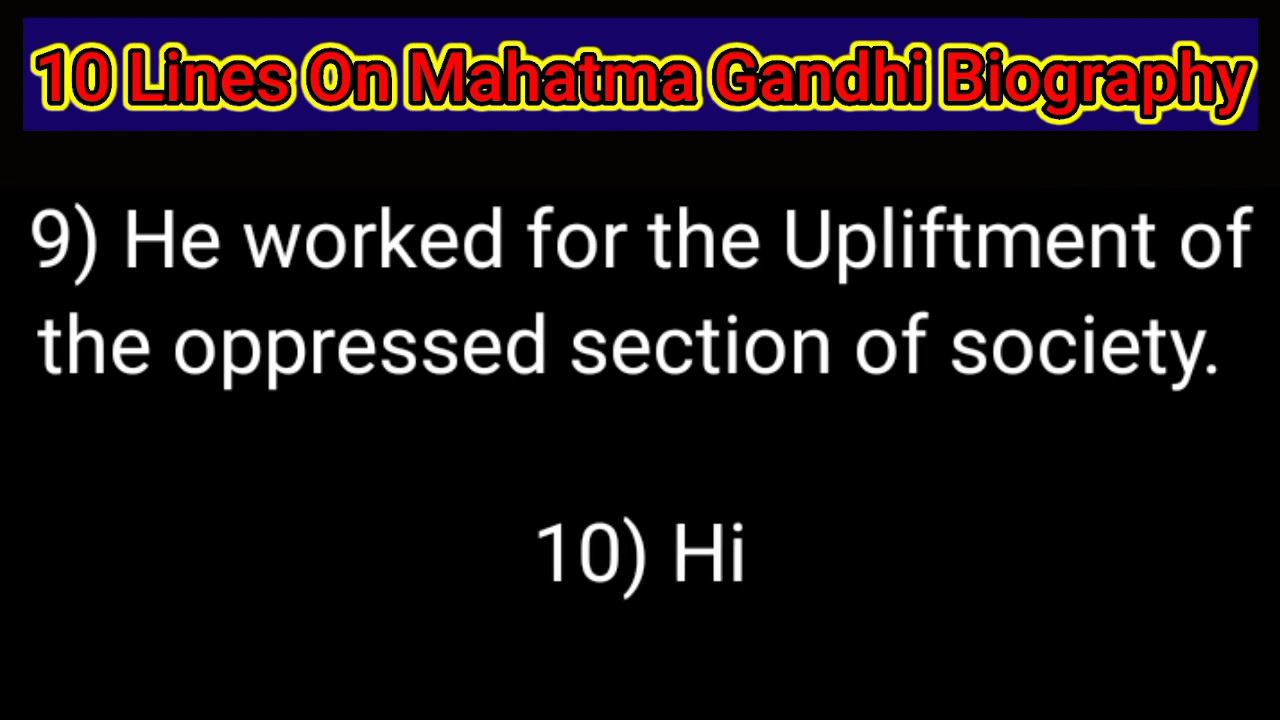 10 Lines On Mahatma Gandhi Biography
9) He worked for the Upliftment of
the oppressed section of society.
10) Hi